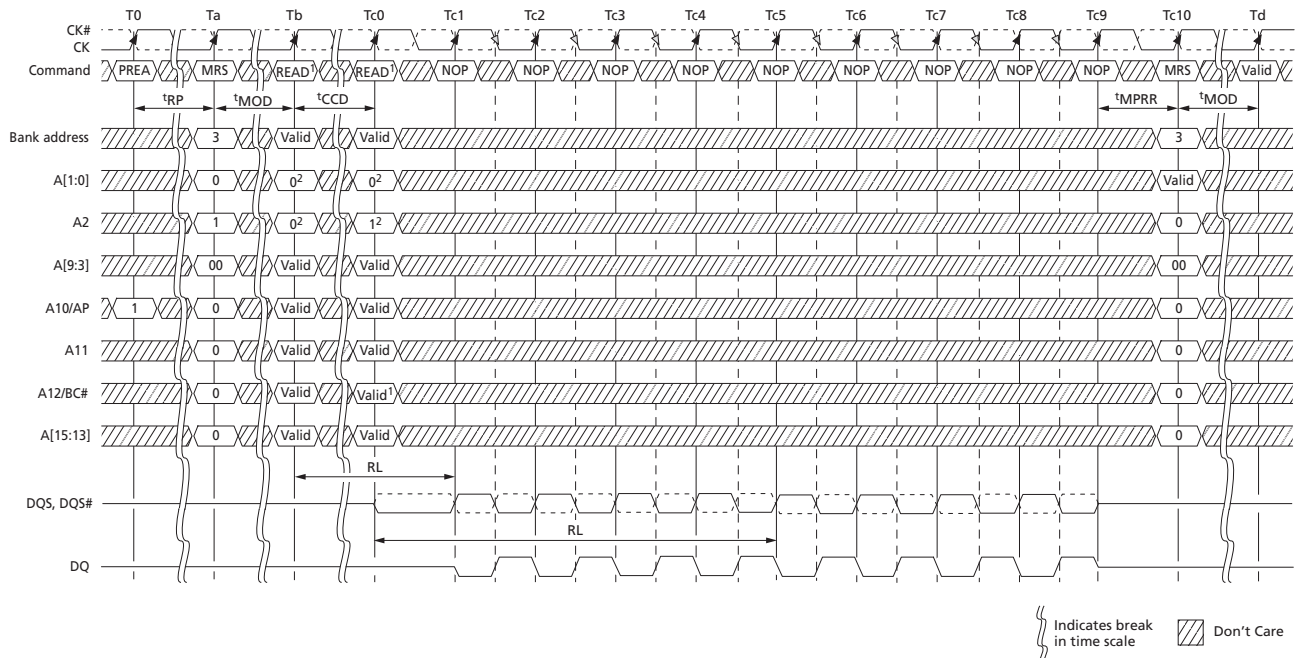 T0 Ta Tb Tc0 Tc1 Tc2 Tc3 Tc4 Tc5 Tc6 Tc7 Tc8 Tc9 Tc10 Td
CK#
CK
Command PREA MRS READ¹ READ¹ NOP NOP NOP NOP NOP NOP NOP NOP NOP MRS Valid
tRP tMOD tCCD tMPRR tMOD
Bank address 3 Valid Valid 3
A[1:0] 0 0² 0² Valid
A2 1 0² 1² 0
A[9:3] 00 Valid Valid 00
A10/AP 1 0 Valid Valid 0
A11 0 Valid Valid 0
A12/BC# 0 Valid Valid¹ 0
A[15:13] 0 Valid Valid 0
RL
DQS, DQS#
RL
DQ
Indicates break
in time scale
Don't Care